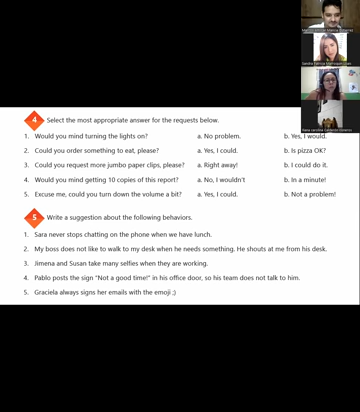 4 Select the most appropriate answer for the requests below.
1. Would you mind turning the lights on? a. No problem. b. Yes, I would.
2. Could you order something to eat, please? a. Yes, I could. b. Is pizza OK?
3. Could you request more jumbo paper clips, please? a. Right away! b. I could do it.
4. Would you mind getting 10 copies of this report? a. No, I wouldn't b. In a minute!
5. Excuse me, could you turn down the volume a bit? a. Yes, I could. b. Not a problem!
5 Write a suggestion about the following behaviors.
1. Sara never stops chatting on the phone when we have lunch.
2. My boss does not like to walk to my desk when he needs something. He shouts at me from his desk.
3. Jimena and Susan take many selfies when they are working.
4. Pablo posts the sign "Not a good time!" in his office door, so his team does not talk to him.
5. Graciela always signs her emails with the emoji ;)